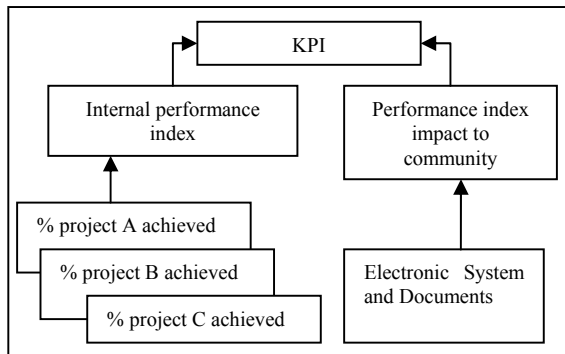 KPI
Internal performance
index
Performance index
impact to
community
% project A achieved
% project B achieved
% project C achieved
Electronic System
and Documents